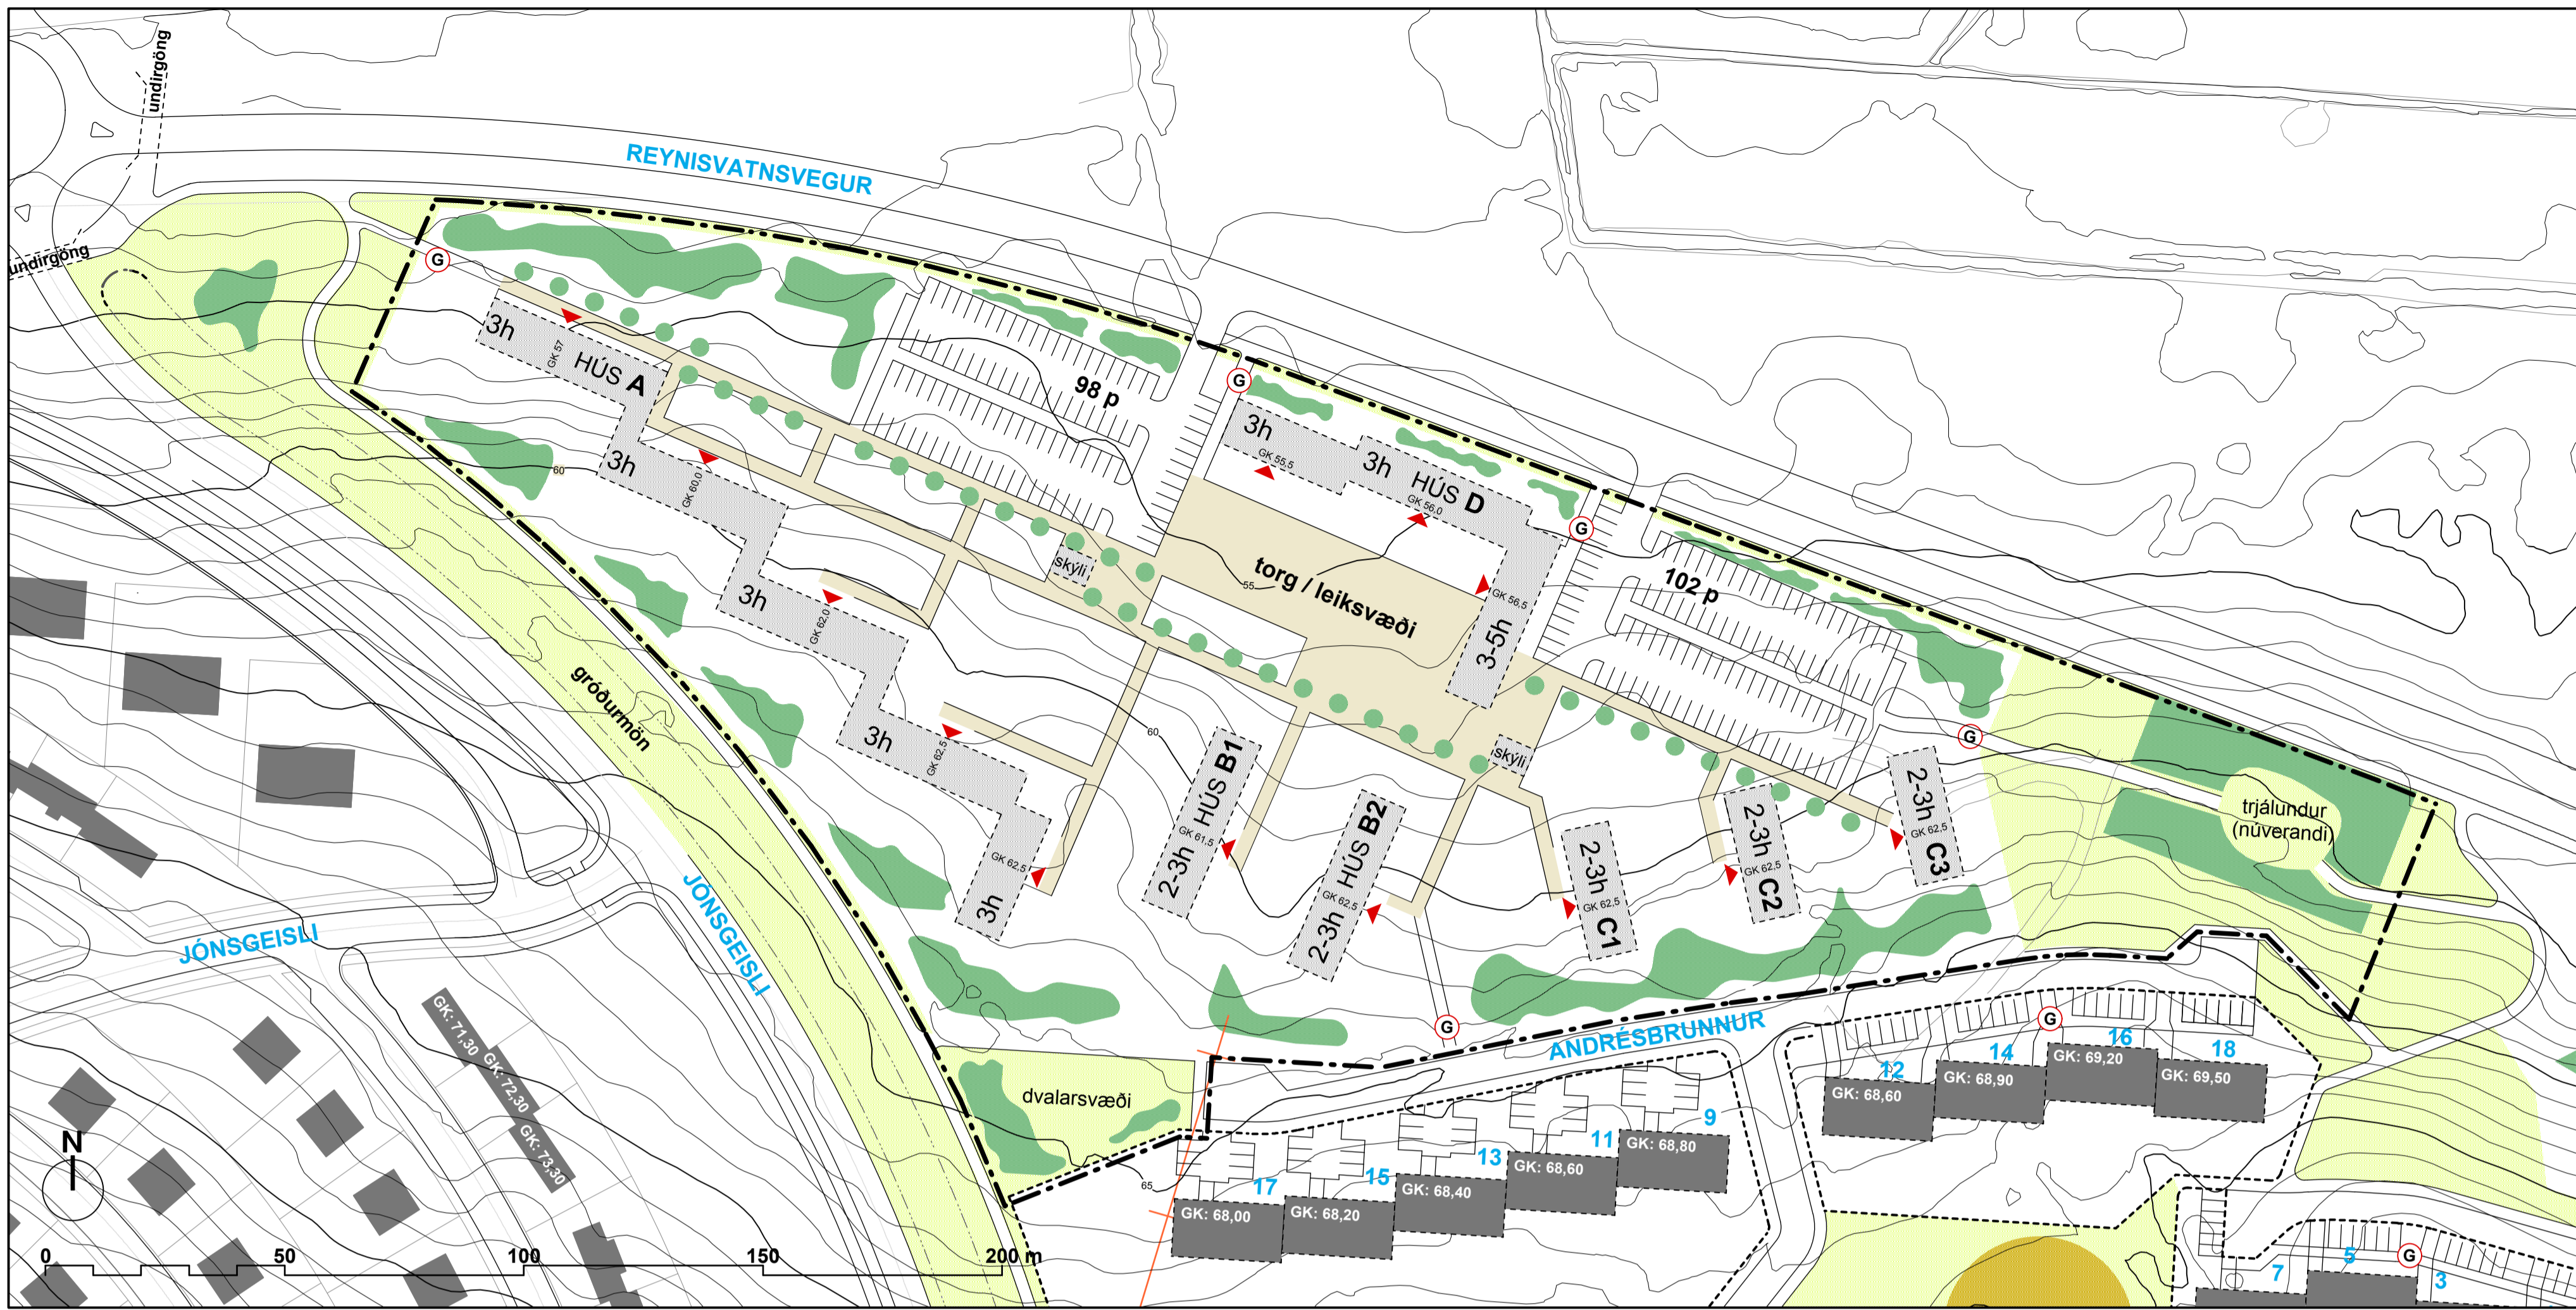 undirgöng
REYNISVATNSVEGUR
undirgöng
G
3h
GK 57
HÚS A
98 p
G
3h
GK 55,5
3h
HÚS D
GK 56,0
G
60
3h
GK 60,0
skýli
55
torg / leiksvæði
GK 56,5
3-5h
102 p
3h
GK 62,0
gróðurmön
3h
GK 62,5
60
HÚS B1
GK 61,5
2-3h
skýli
G
2-3h
GK 62,5
C3
trjálundur
(núverandi)
HÚS B2
GK 62,5
2-3h
2-3h
GK 62,5
C1
2-3h
GK 62,5
C2
GK 62,5
3h
JÓNSGEISLI
JÓNSGEISLI
GK: 71,30
GK: 72,30
GK: 73,30
G
ANDRÉSBRUNNUR
G
12
14
16
18
GK: 68,60
GK: 68,90
GK: 69,20
GK: 69,50
dvalarsvæði
65
17
15
13
11
9
GK: 68,00
GK: 68,20
GK: 68,40
GK: 68,60
GK: 68,80
N
0
50
100
150
200 m
7
5
G
3